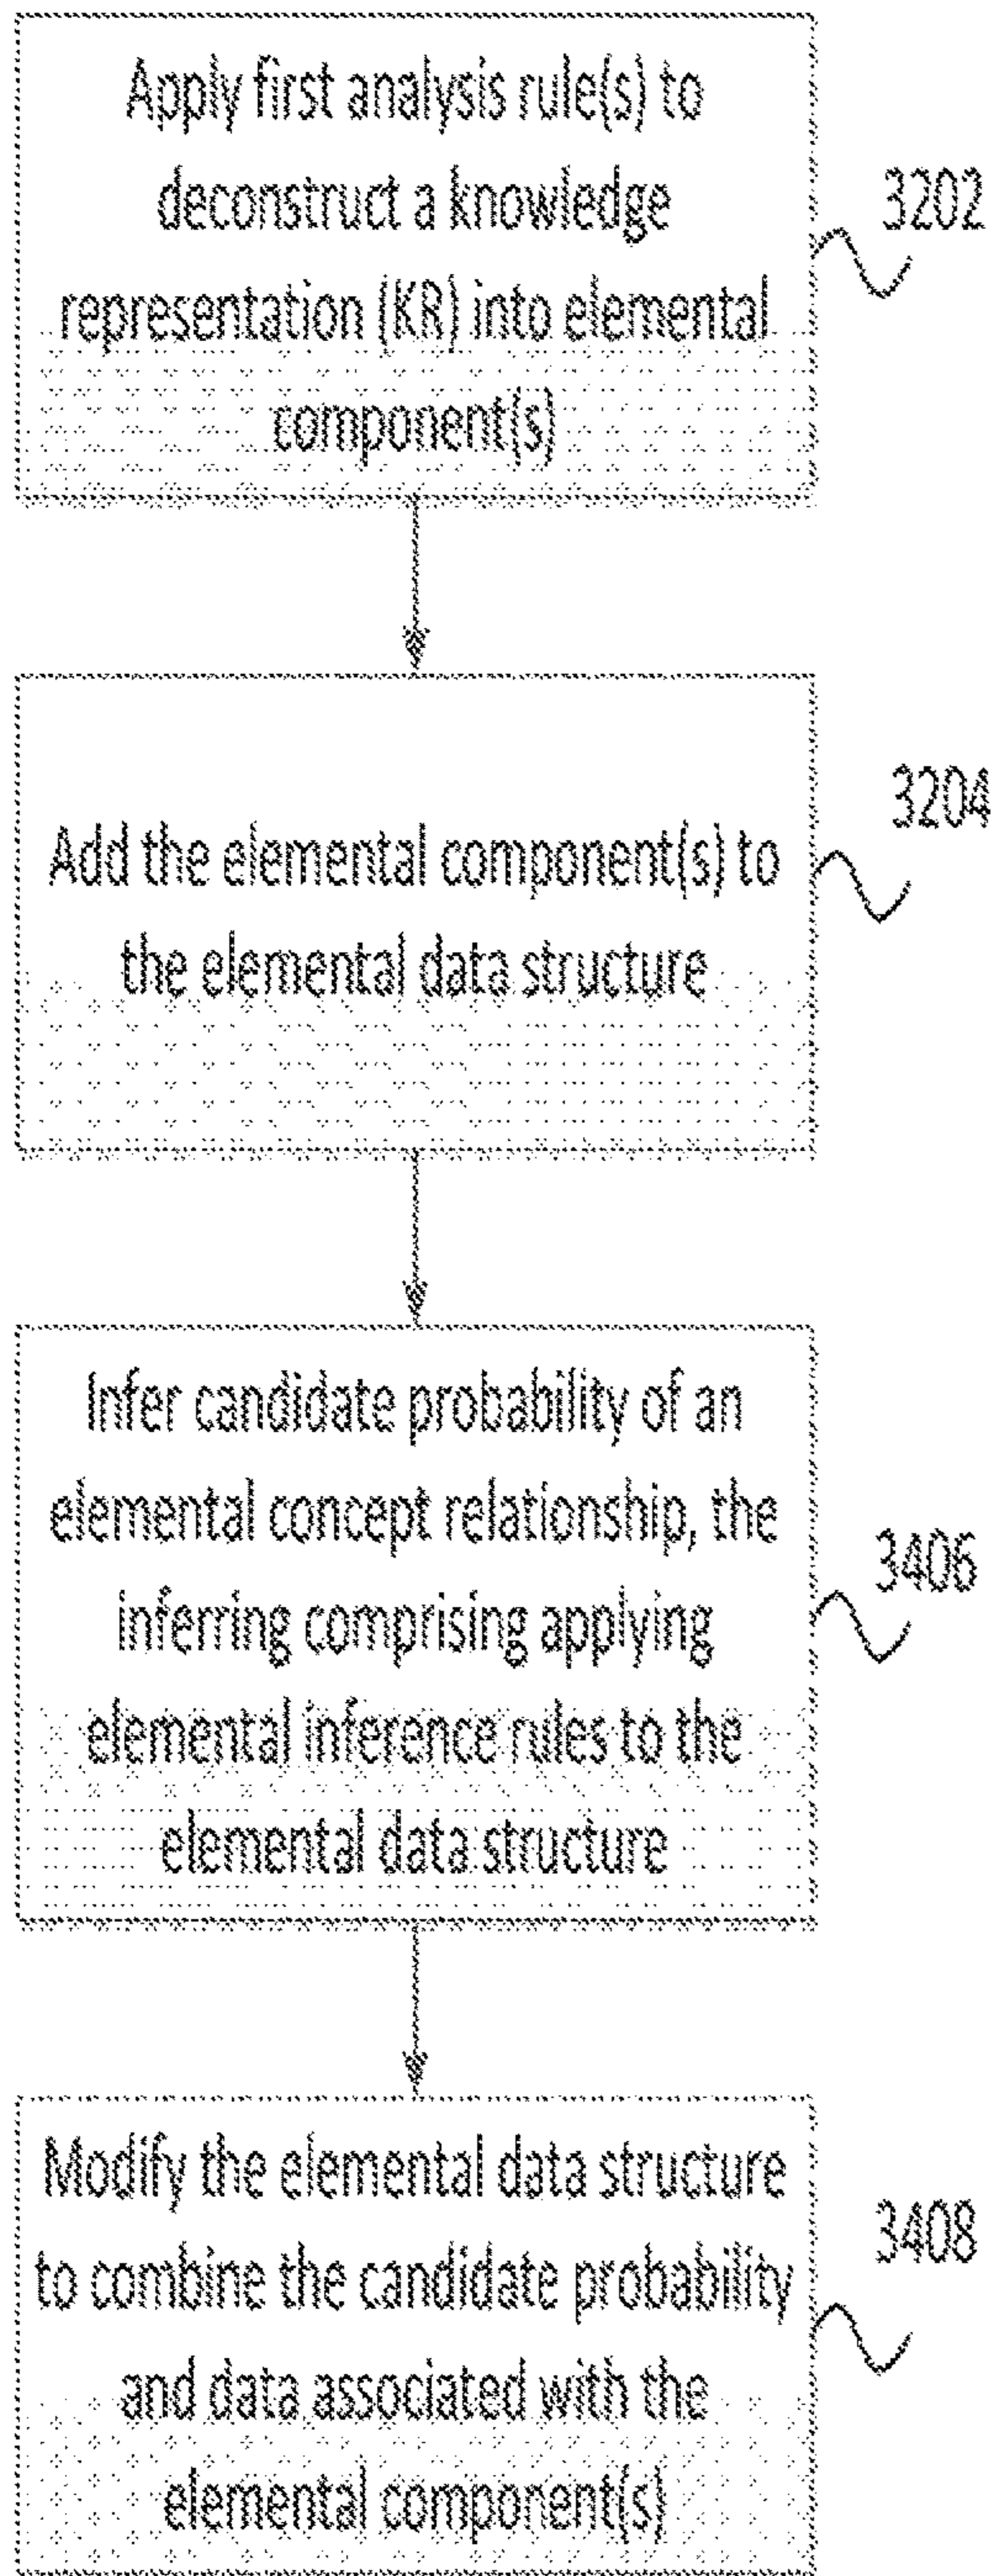 Apply first analysis rule(s) to
deconstruct a knowledge
representation (KR) into elemental
component(s)
3202
Add the elemental component(s) to
the elemental data structure
3204
Infer candidate probability of an
elemental concept relationship, the
inferring comprising applying
elemental inference rules to the
elemental data structure
3406
Modify the elemental data structure
to combine the candidate probability
and data associated with the
elemental component(s)
3408